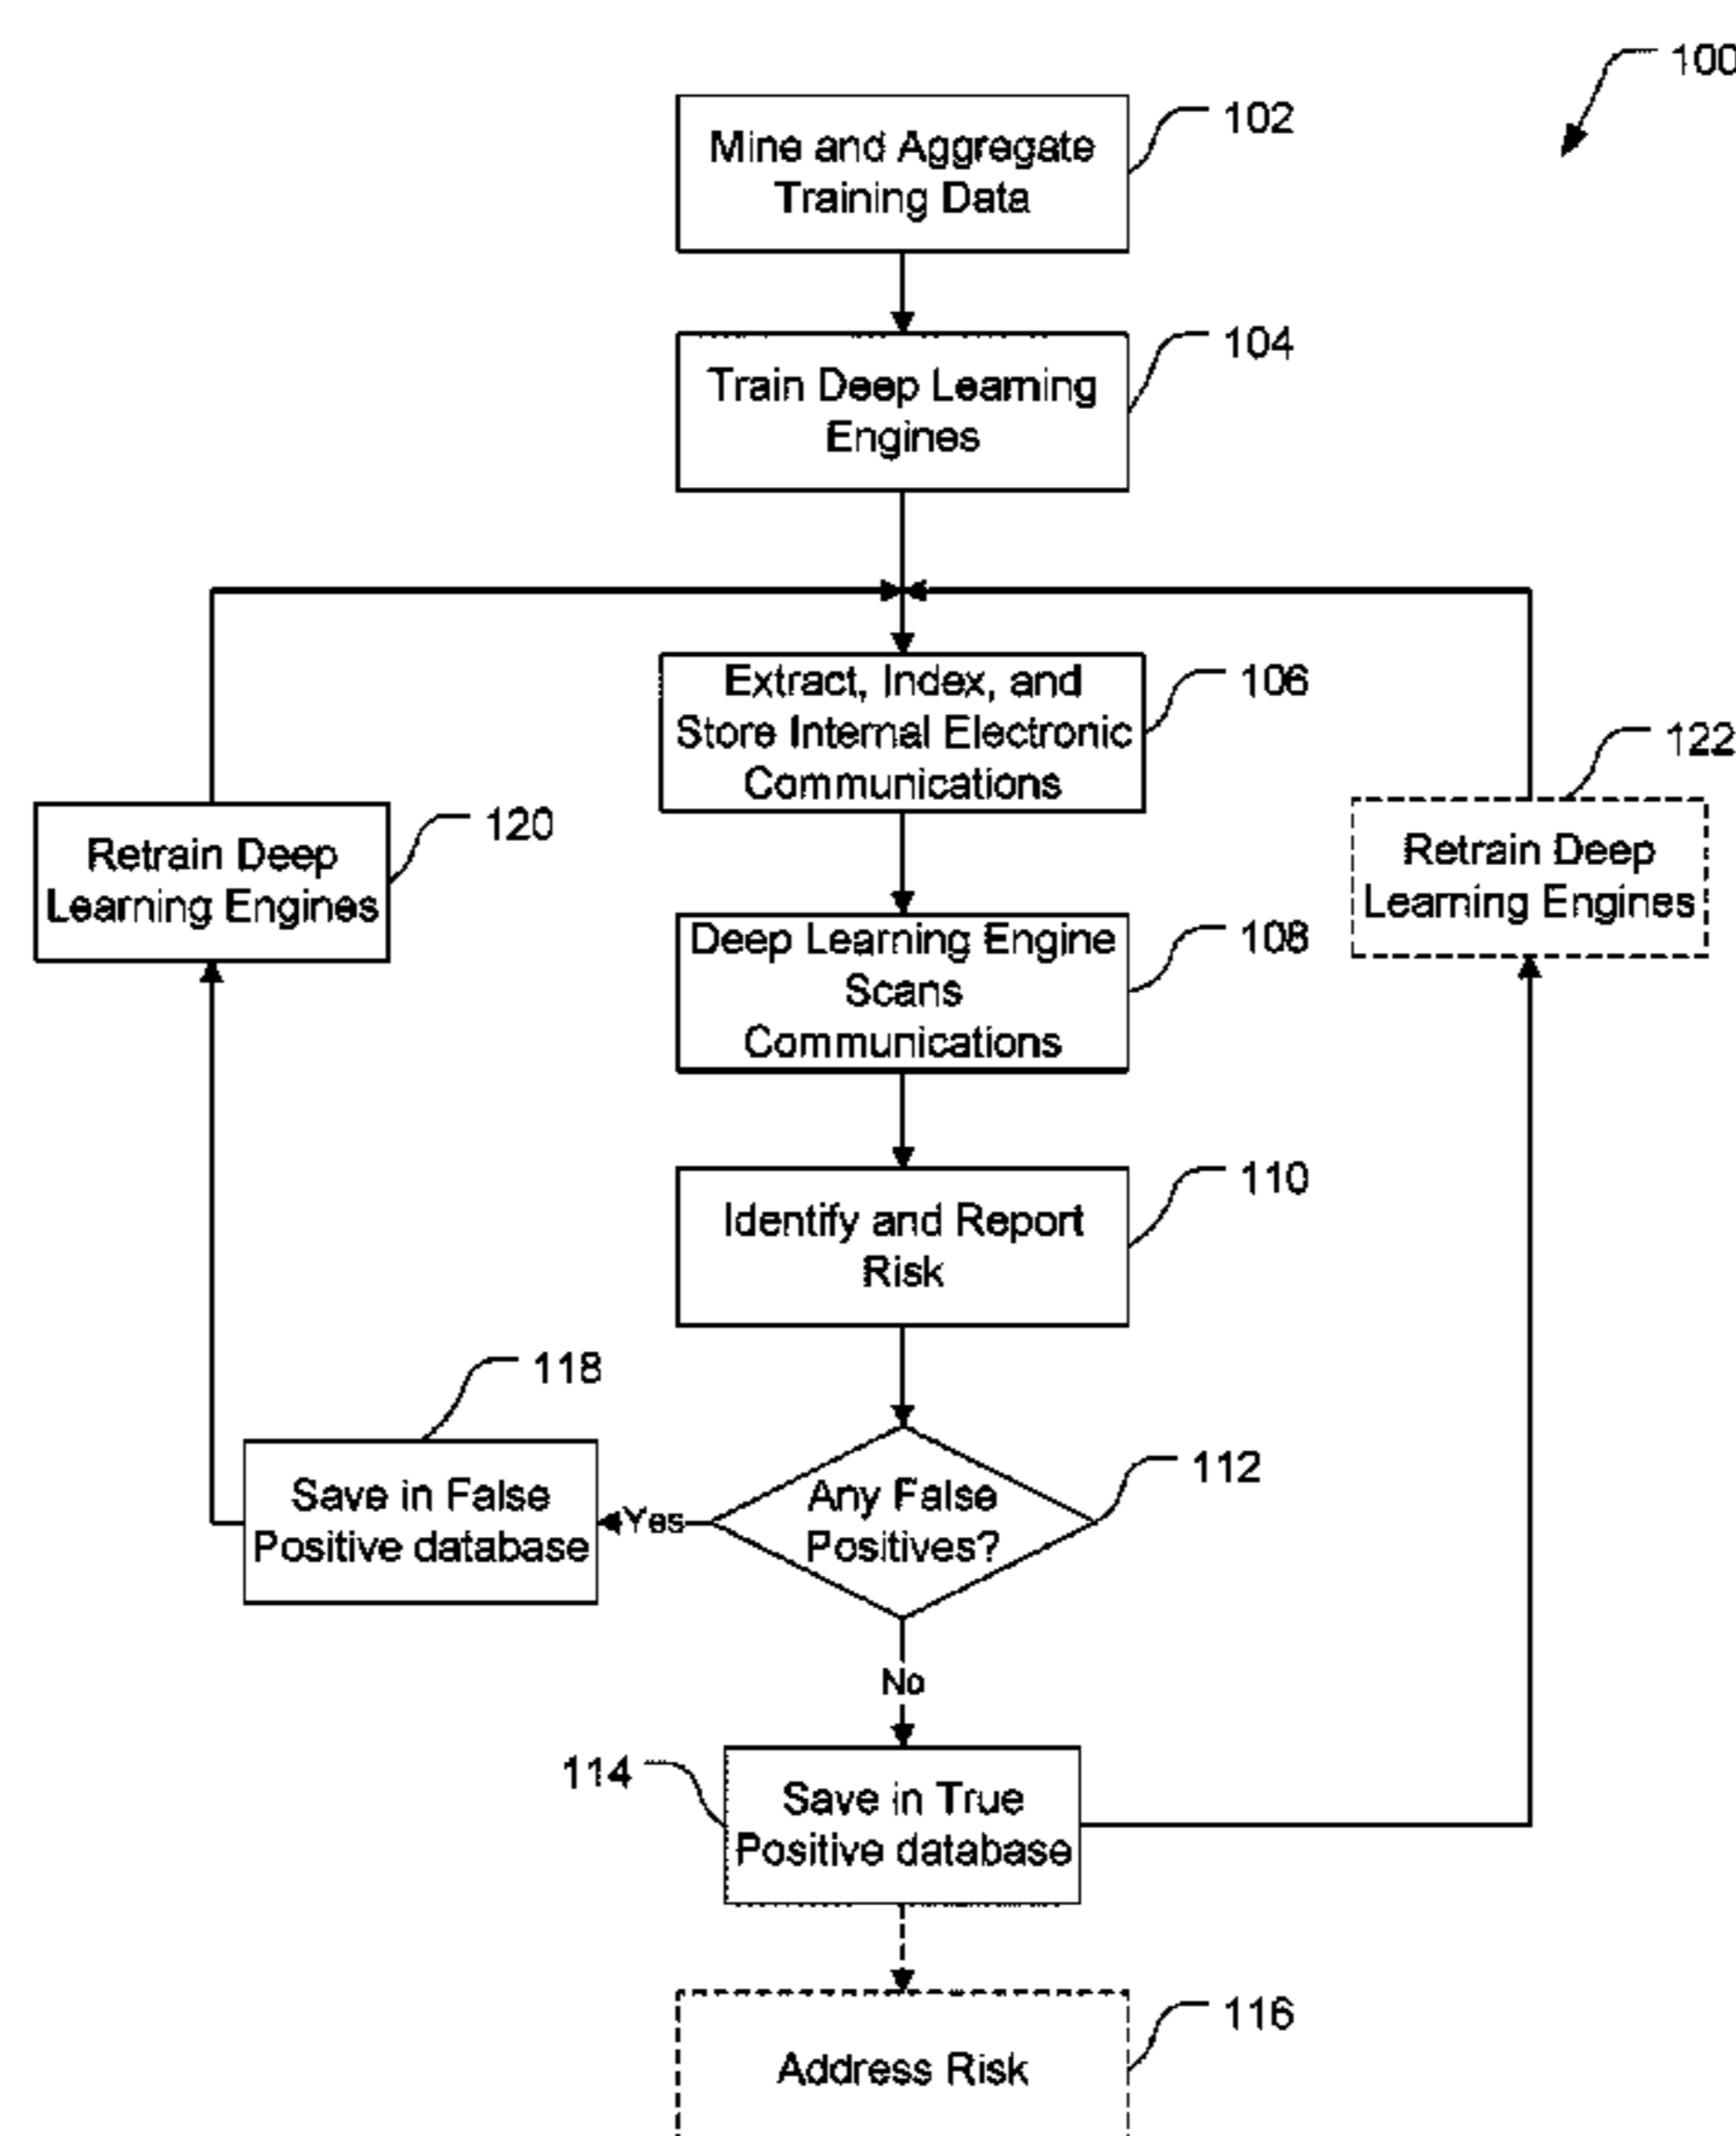 100
102
Mine and Aggregate
Training Data
104
Train Deep Learning
Engines
106
Extract, Index, and
Store Internal Electronic
Communications
122
Retrain Deep
Learning Engines
120
Retrain Deep
Learning Engines
108
Deep Learning Engine
Scans
Communications
110
Identify and Report
Risk
118
Save in False
Positive database
Yes
Any False
Positives?
112
No
114
Save in True
Positive database
116
Address Risk